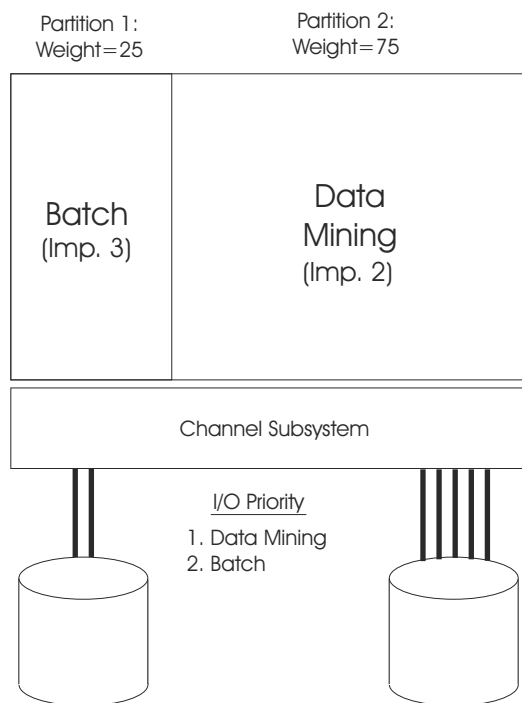 Partition 1:
Weight=25
Partition 2:
Weight=75
Batch
(Imp. 3)
Data
Mining
(Imp. 2)
Channel Subsystem
I/O Priority
1. Data Mining
2. Batch